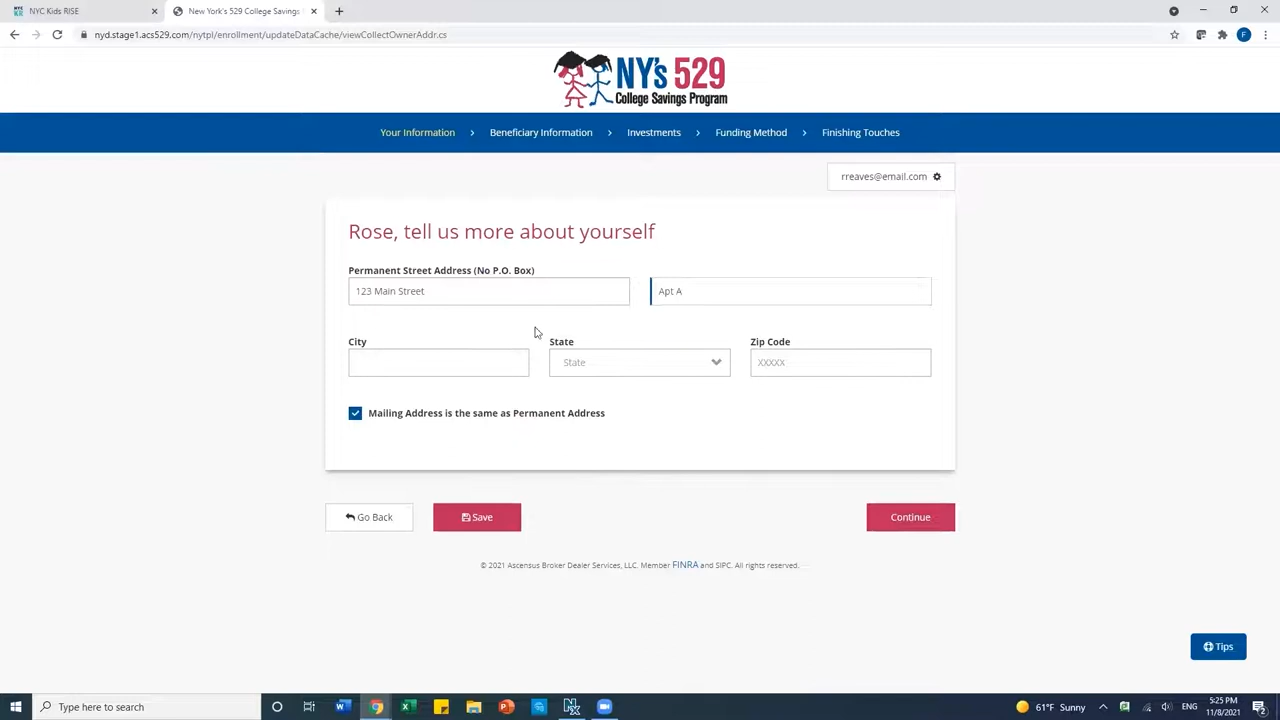 NYC Kids RISE
New York's 529 College Savings
nyd.stage1.acs529.com/nytpl/enrollment/updateDataCache/viewCollectOwnerAddr.cs
F
NY's 529
College Savings Program
Your Information > Beneficiary Information > Investments > Funding Method > Finishing Touches
rreaves@email.com
Rose, tell us more about yourself
Permanent Street Address (No P.O. Box)
123 Main Street Apt A
City State Zip Code
State XXXXX
Mailing Address is the same as Permanent Address
Go Back Save Continue
© 2021 Ascensus Broker Dealer Services, LLC. Member FINRA and SIPC. All rights reserved.
Tips
Type here to search
61°F Sunny
ENG
5:25 PM
11/8/2021